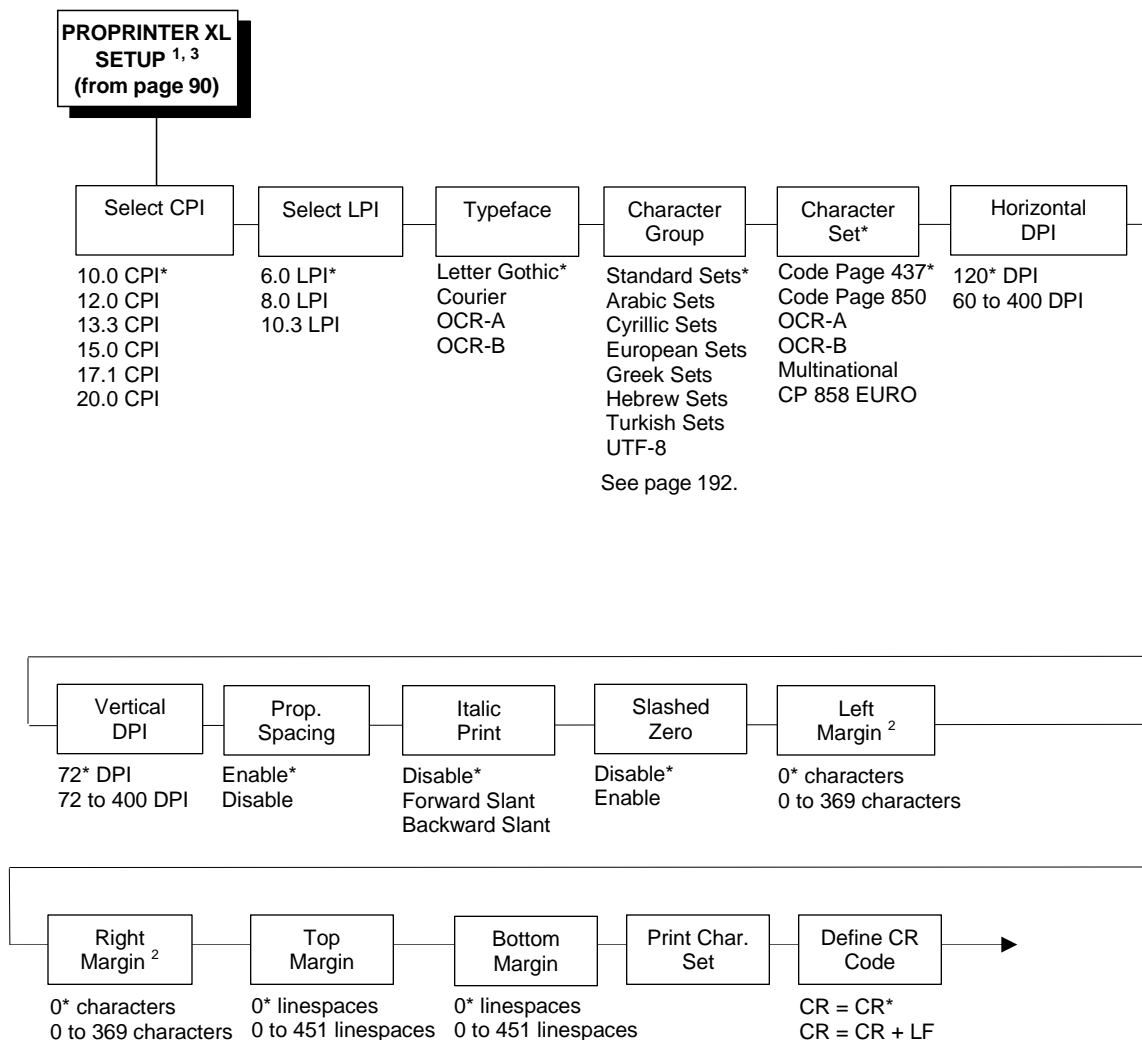 PROPRINTER XL
SETUP 1, 3
(from page 90)
Select CPI
10.0 CPI*
12.0 CPI
13.3 CPI
15.0 CPI
17.1 CPI
20.0 CPI
Select LPI
6.0 LPI*
8.0 LPI
10.3 LPI
Typeface
Letter Gothic*
Courier
OCR-A
OCR-B
Character
Group
Standard Sets*
Arabic Sets
Cyrillic Sets
European Sets
Greek Sets
Hebrew Sets
Turkish Sets
UTF-8
See page 192.
Character
Set*
Code Page 437*
Code Page 850
OCR-A
OCR-B
Multinational
CP 858 EURO
Horizontal
DPI
120* DPI
60 to 400 DPI
Vertical
DPI
72* DPI
72 to 400 DPI
Prop.
Spacing
Enable*
Disable
Italic
Print
Disable*
Forward Slant
Backward Slant
Slashed
Zero
Disable*
Enable
Left
Margin 2
0* characters
0 to 369 characters
Right
Margin 2
0* characters
0 to 369 characters
Top
Margin
0* linespaces
0 to 451 linespaces
Bottom
Margin
0* linespaces
0 to 451 linespaces
Print Char.
Set
Define CR
Code
CR = CR*
CR = CR + LF